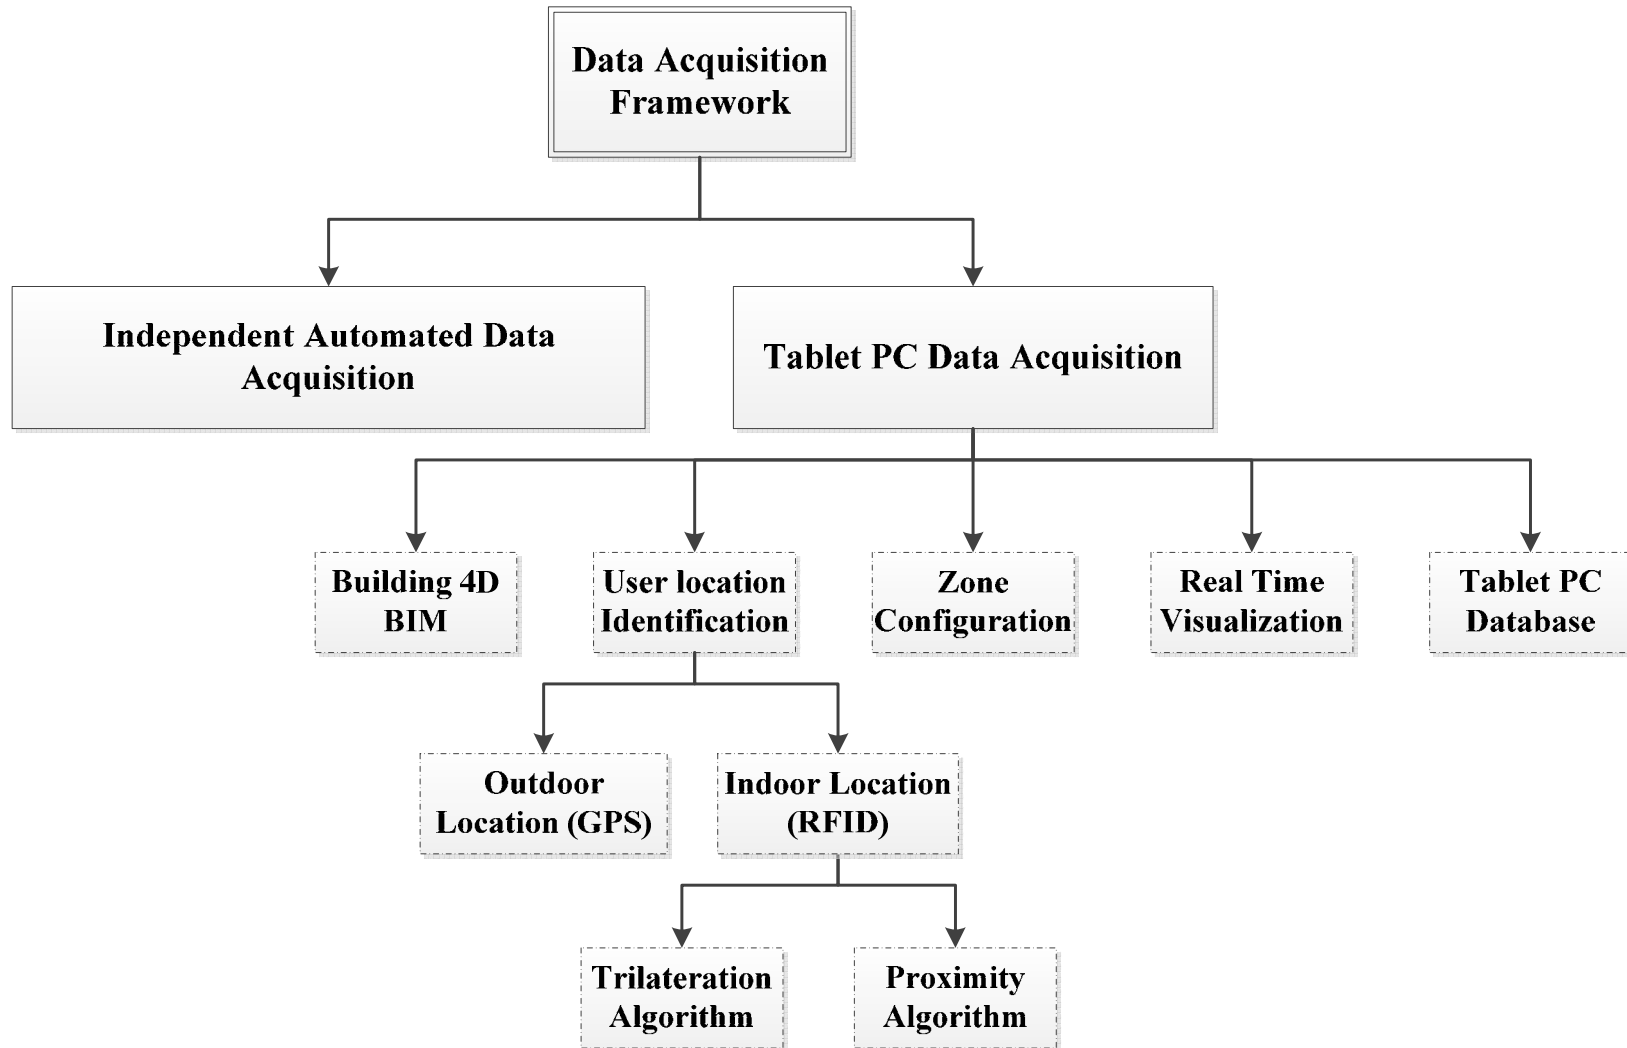 Data Acquisition
Framework
Independent Automated Data
Acquisition
Tablet PC Data Acquisition
Building 4D
BIM
User location
Identification
Zone
Configuration
Real Time
Visualization
Tablet PC
Database
Outdoor
Location (GPS)
Indoor Location
(RFID)
Trilateration
Algorithm
Proximity
Algorithm